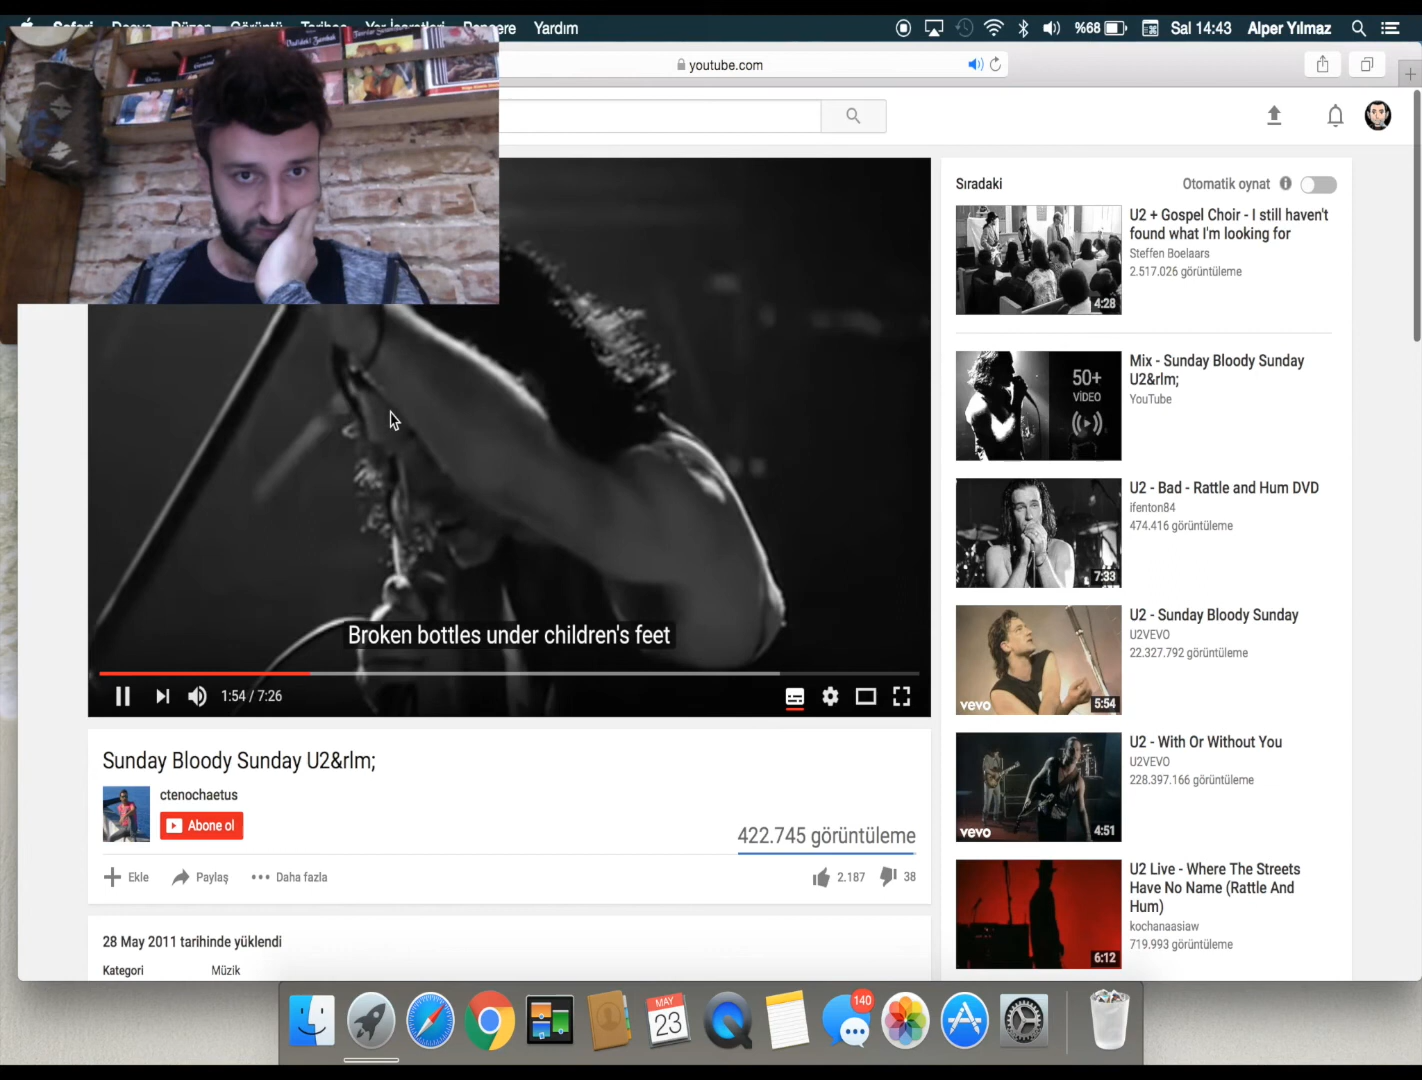 Yardım
%68
Sal 14:43 Alper Yılmaz
youtube.com
Sıradaki
Otomatik oynat
U2 + Gospel Choir - I still haven't
found what I'm looking for
Steffen Boelaars
2.517.026 görüntüleme
4:28
50+
VİDEO
Mix - Sunday Bloody Sunday
U2&rlm;
YouTube
U2 - Bad - Rattle and Hum DVD
ifenton84
474.416 görüntüleme
7:33
U2 - Sunday Bloody Sunday
U2VEVO
22.327.792 görüntüleme
vevo
5:54
U2 - With Or Without You
U2VEVO
228.397.166 görüntüleme
vevo
4:51
U2 Live - Where The Streets
Have No Name (Rattle And
Hum)
kochanaasiaw
719.993 görüntüleme
6:12
Broken bottles under children's feet
1:54 / 7:26
Sunday Bloody Sunday U2&rlm;
ctenochaetus
Abone ol
422.745 görüntüleme
Ekle
Paylaş
Daha fazla
2.187
38
28 May 2011 tarihinde yüklendi
Kategori
Müzik
MAY
23
140